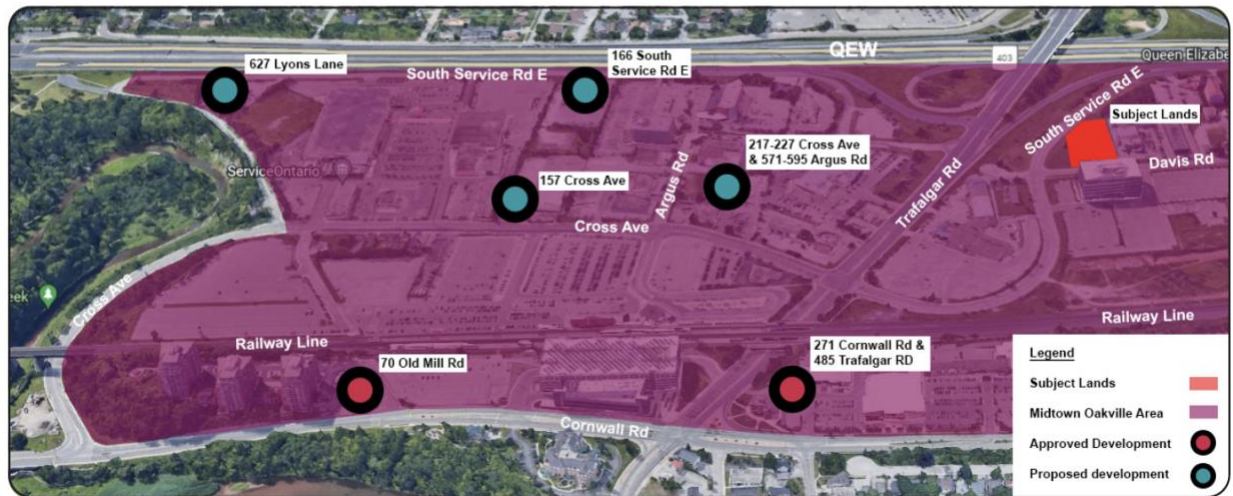 QEW
403
Queen Elizabe
627 Lyons Lane
South Service Rd E
166 South
Service Rd E
South Service Rd E
Subject Lands
217-227 Cross Ave
& 571-595 Argus Rd
Davis Rd
ServiceOntario
157 Cross Ave
Argus Rd
Trafalgar Rd
Cross Ave
eek
Cross Ave
Railway Line
Railway Line
70 Old Mill Rd
271 Cornwall Rd &
485 Trafalgar RD
Cornwall Rd
Legend
Subject Lands
Midtown Oakville Area
Approved Development
Proposed development